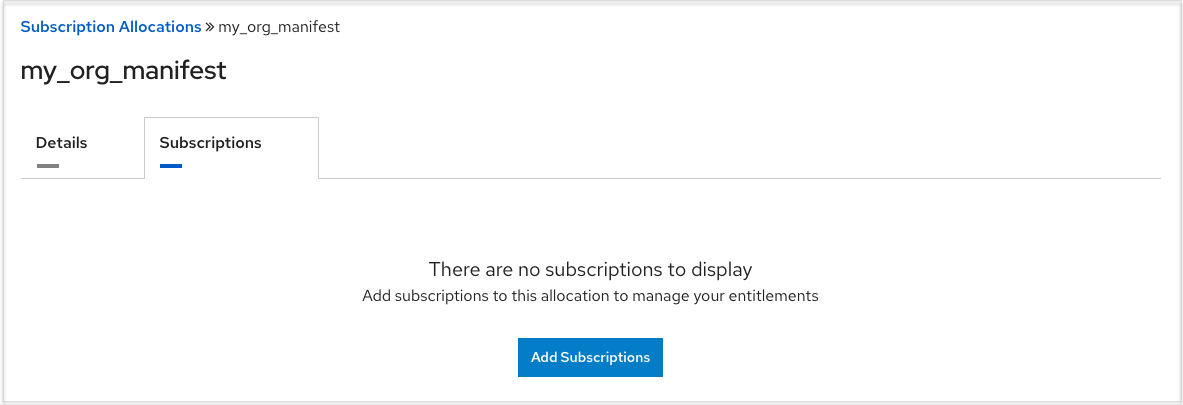 Subscription Allocations » my_org_manifest
my_org_manifest
Details
Subscriptions
There are no subscriptions to display
Add subscriptions to this allocation to manage your entitlements
Add Subscriptions